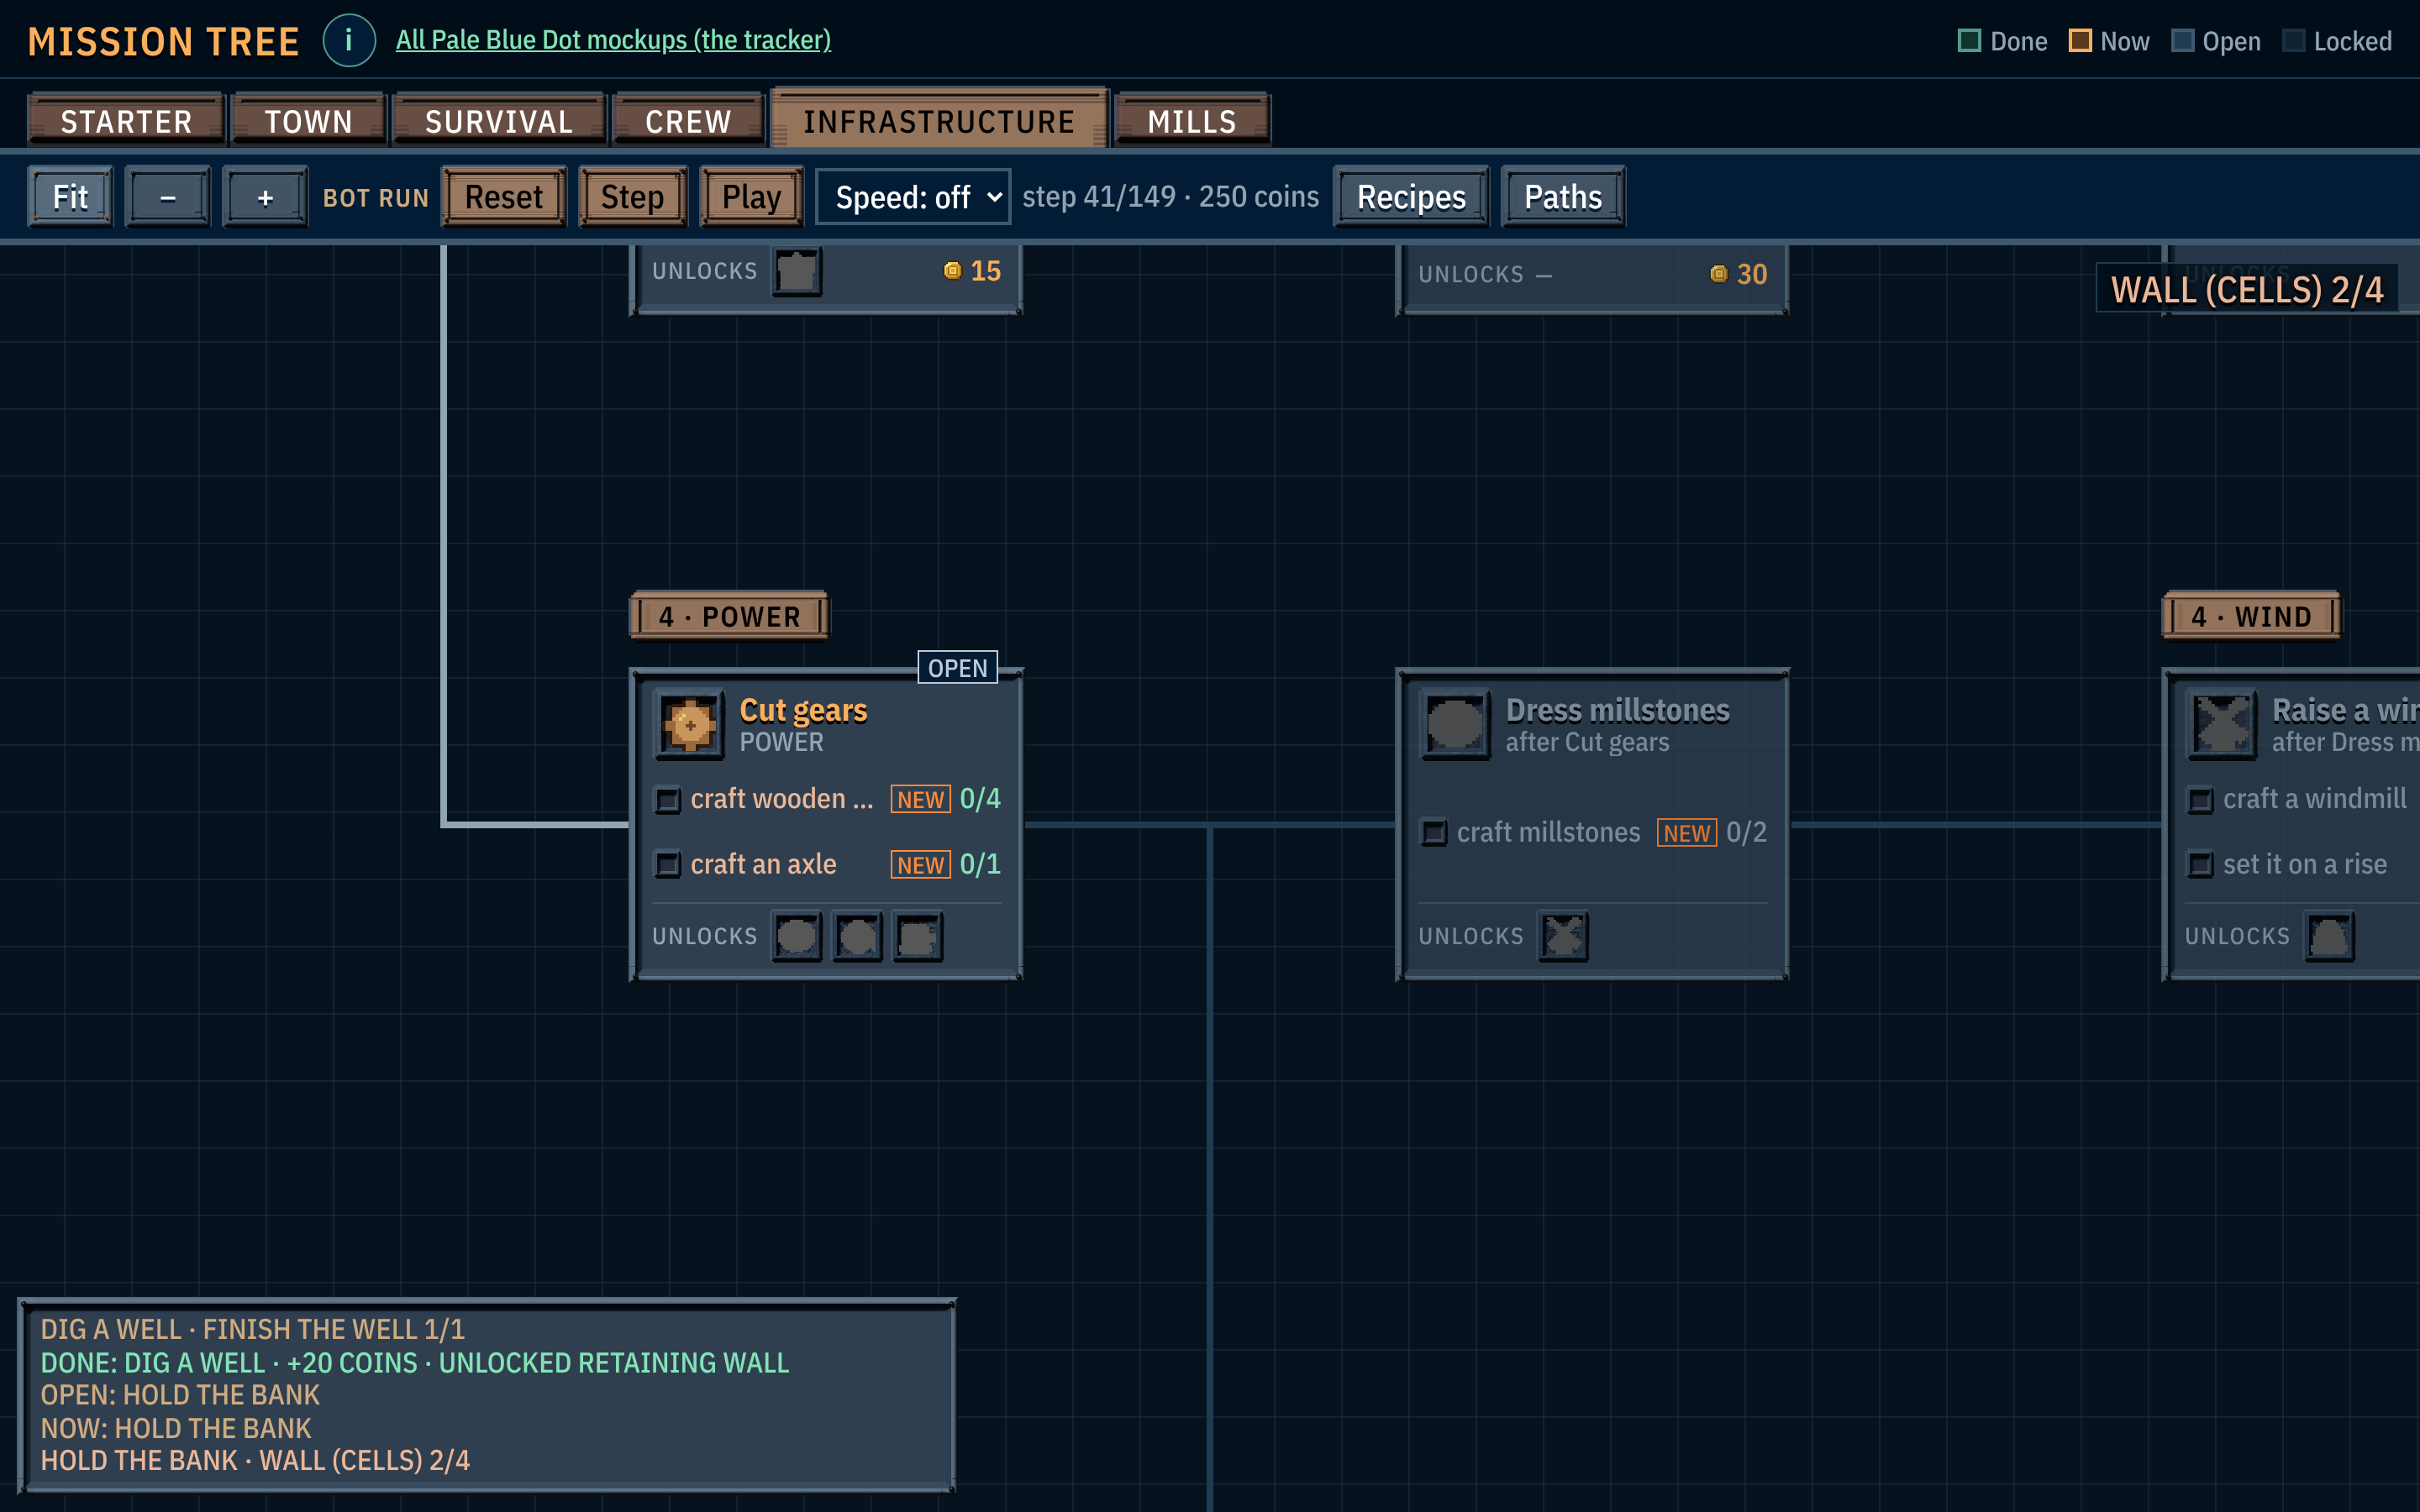 MISSION TREE i All Pale Blue Dot mockups (the tracker) Done Now Open Locked
STARTER TOWN SURVIVAL CREW INFRASTRUCTURE MILLS
Fit − + BOT RUN Reset Step Play Speed: off step 41/149 · 250 coins Recipes Paths
UNLOCKS 15
UNLOCKS — 30
WALL (CELLS) 2/4
4 · POWER
4 · WIND
OPEN
Cut gears
POWER
craft wooden ... NEW 0/4
craft an axle NEW 0/1
UNLOCKS
Dress millstones
after Cut gears
craft millstones NEW 0/2
UNLOCKS
Raise a wi
after Dress m
craft a windmill
set it on a rise
UNLOCKS
DIG A WELL · FINISH THE WELL 1/1
DONE: DIG A WELL · +20 COINS · UNLOCKED RETAINING WALL
OPEN: HOLD THE BANK
NOW: HOLD THE BANK
HOLD THE BANK · WALL (CELLS) 2/4